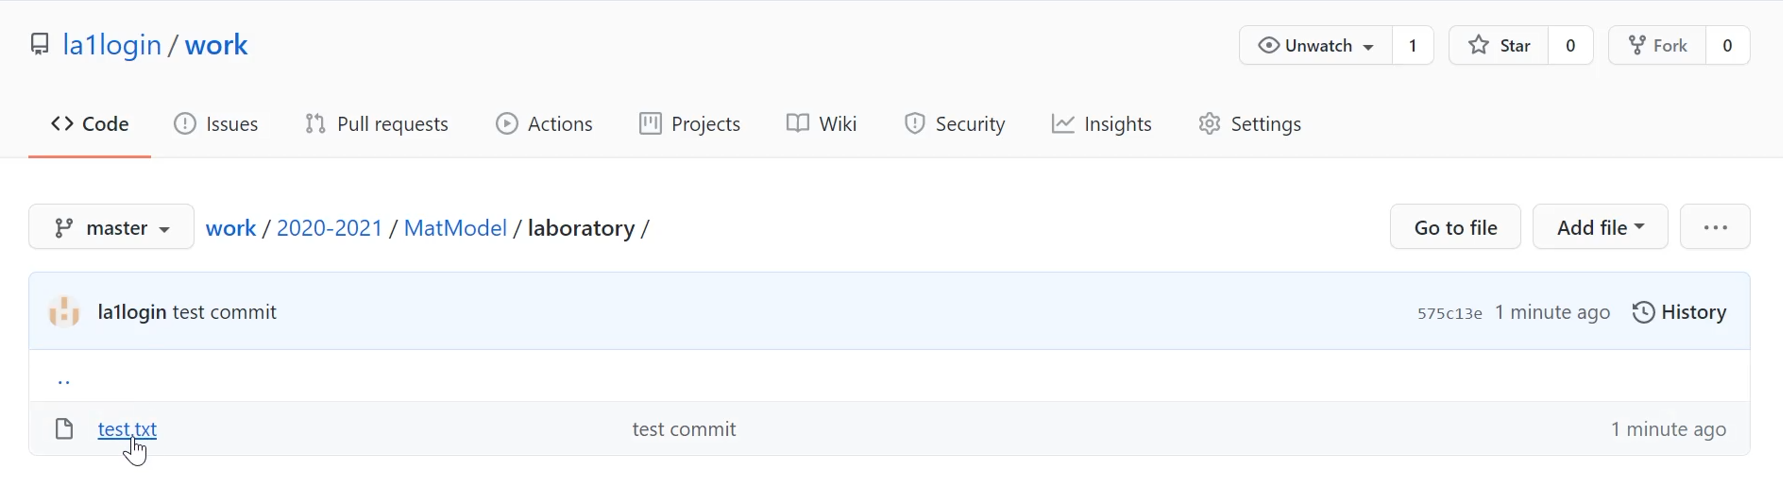 la1login / work
Unwatch 1 Star 0 Fork 0
<> Code Issues Pull requests Actions Projects Wiki Security Insights Settings
master work / 2020-2021 / MatModel / laboratory / Go to file Add file ...
la1login test commit 575c13e 1 minute ago History
..
test.txt test commit 1 minute ago